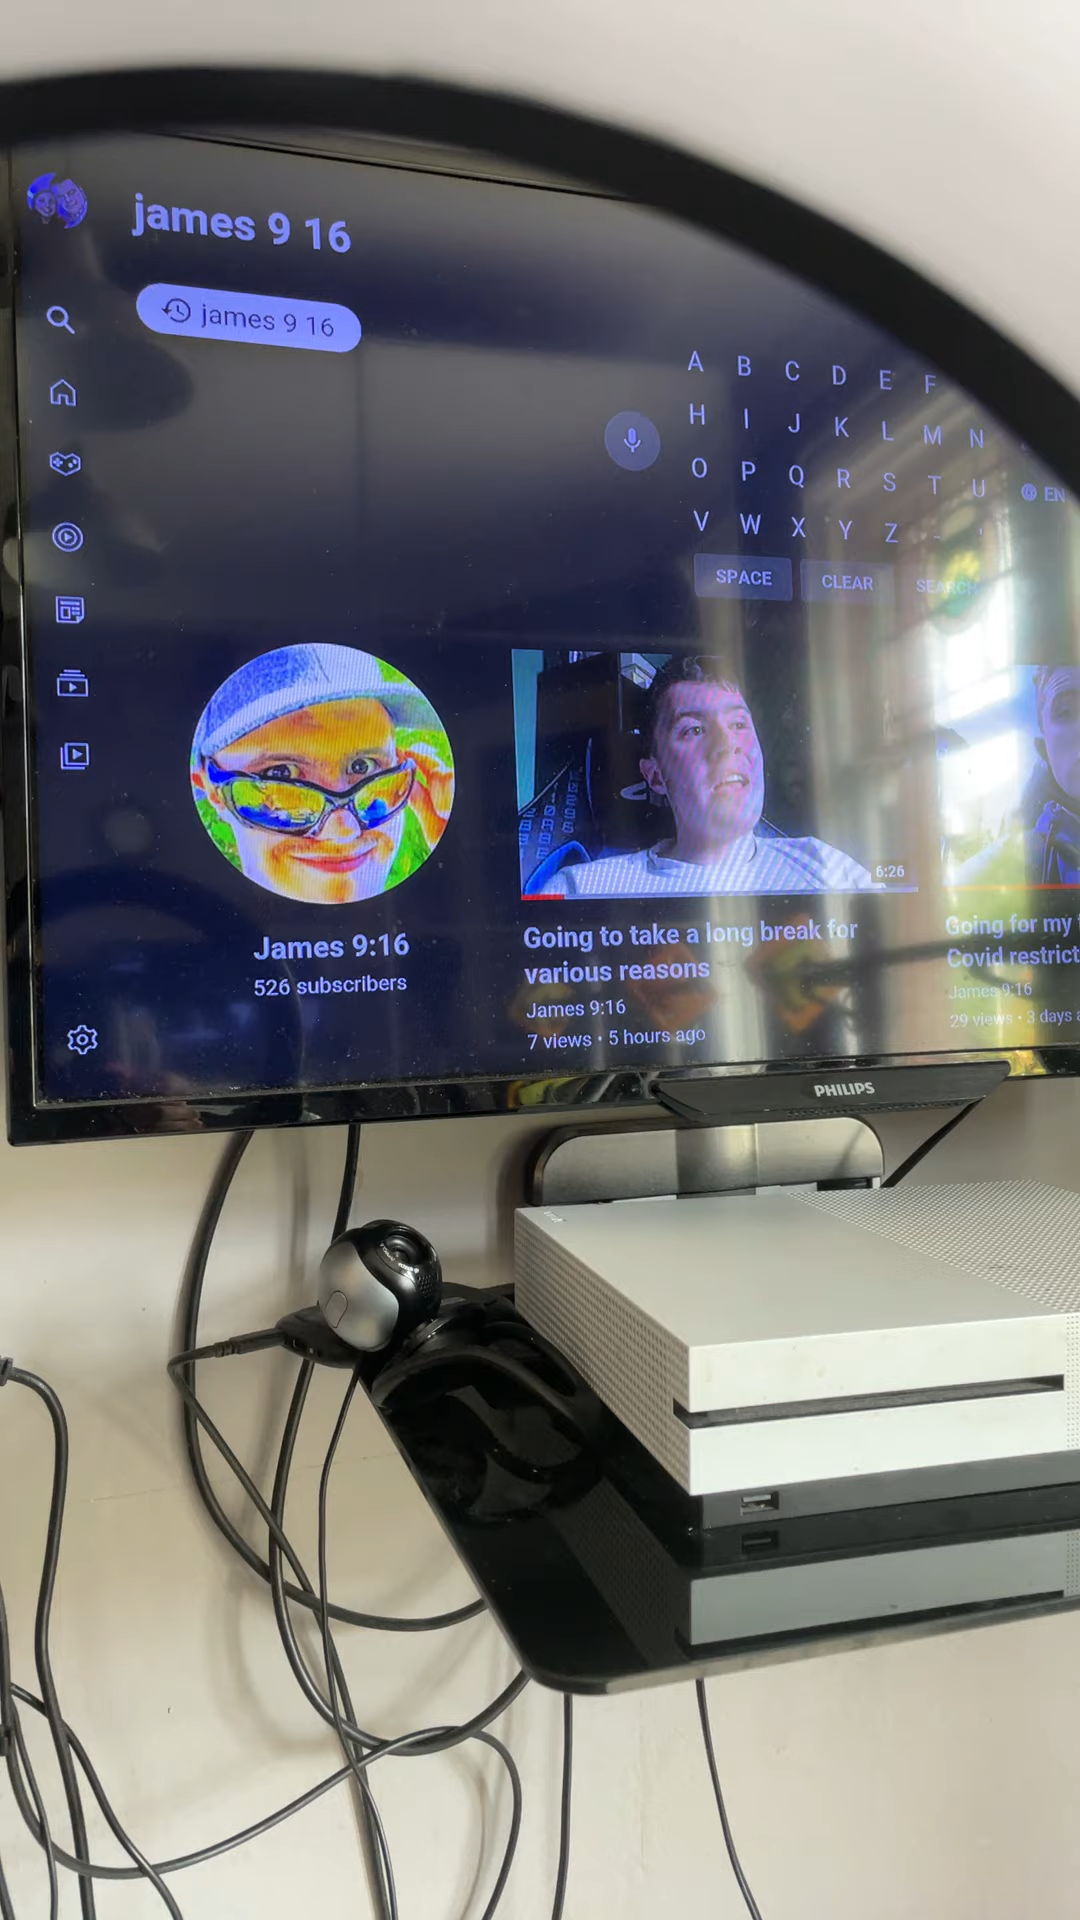 james 9 16
james 9 16
A B C D E F
H I J K L M N
O P Q R S T U
EN
V W X Y Z - '
SPACE CLEAR SEARCH
6:26
James 9:16
526 subscribers
Going to take a long break for
various reasons
James 9:16
7 views • 5 hours ago
Going for my
Covid restrict
James 9:16
29 views • 3 days a
PHILIPS